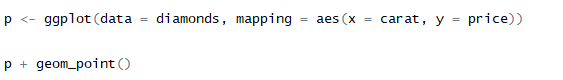 p <- ggplot(data = diamonds, mapping = aes(x = carat, y = price))
p + geom_point()